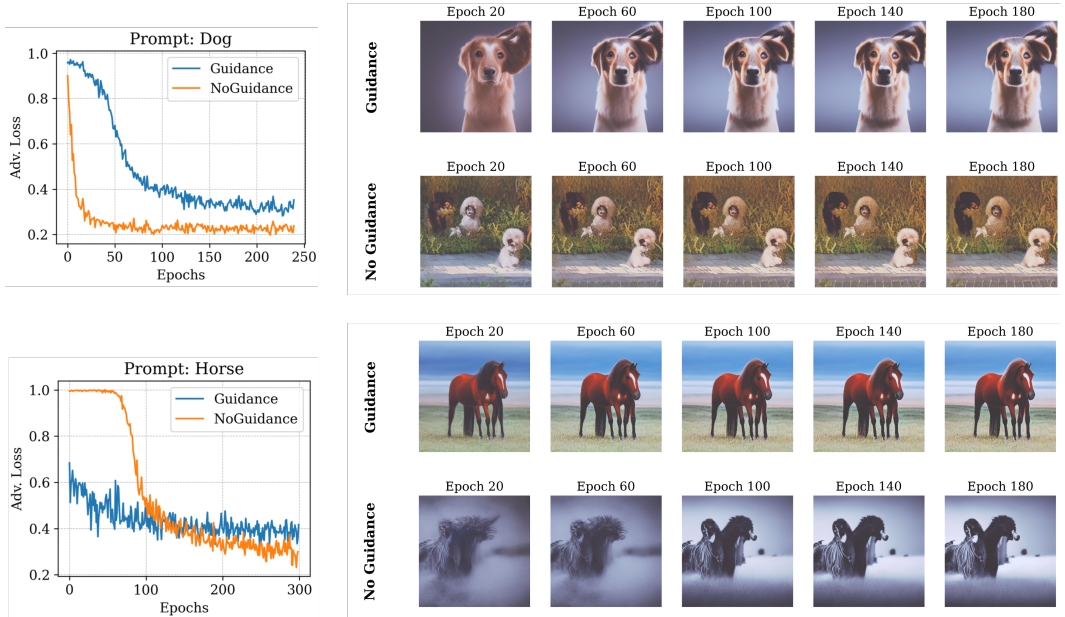 Prompt: Dog
Adv. Loss
1.0
0.8
0.6
0.4
0.2
Guidance
NoGuidance
0 50 100 150 200 250
Epochs
Epoch 20 Epoch 60 Epoch 100 Epoch 140 Epoch 180
Guidance
Epoch 20 Epoch 60 Epoch 100 Epoch 140 Epoch 180
No Guidance
Prompt: Horse
Adv. Loss
1.0
0.8
0.6
0.4
0.2
Guidance
NoGuidance
0 100 200 300
Epochs
Epoch 20 Epoch 60 Epoch 100 Epoch 140 Epoch 180
Guidance
Epoch 20 Epoch 60 Epoch 100 Epoch 140 Epoch 180
No Guidance